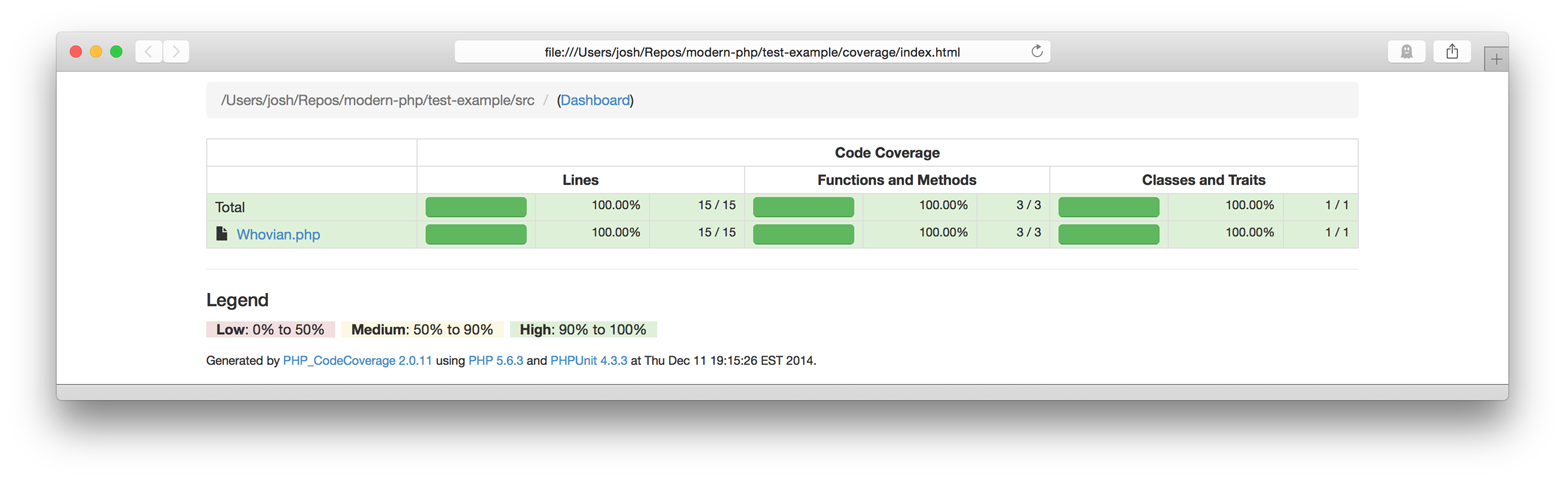 file:///Users/josh/Repos/modern-php/test-example/coverage/index.html
/Users/josh/Repos/modern-php/test-example/src / (Dashboard)
Code Coverage
Lines Functions and Methods Classes and Traits
Total 100.00% 15 / 15 100.00% 3 / 3 100.00% 1 / 1
Whovian.php 100.00% 15 / 15 100.00% 3 / 3 100.00% 1 / 1
Legend
Low: 0% to 50% Medium: 50% to 90% High: 90% to 100%
Generated by PHP_CodeCoverage 2.0.11 using PHP 5.6.3 and PHPUnit 4.3.3 at Thu Dec 11 19:15:26 EST 2014.